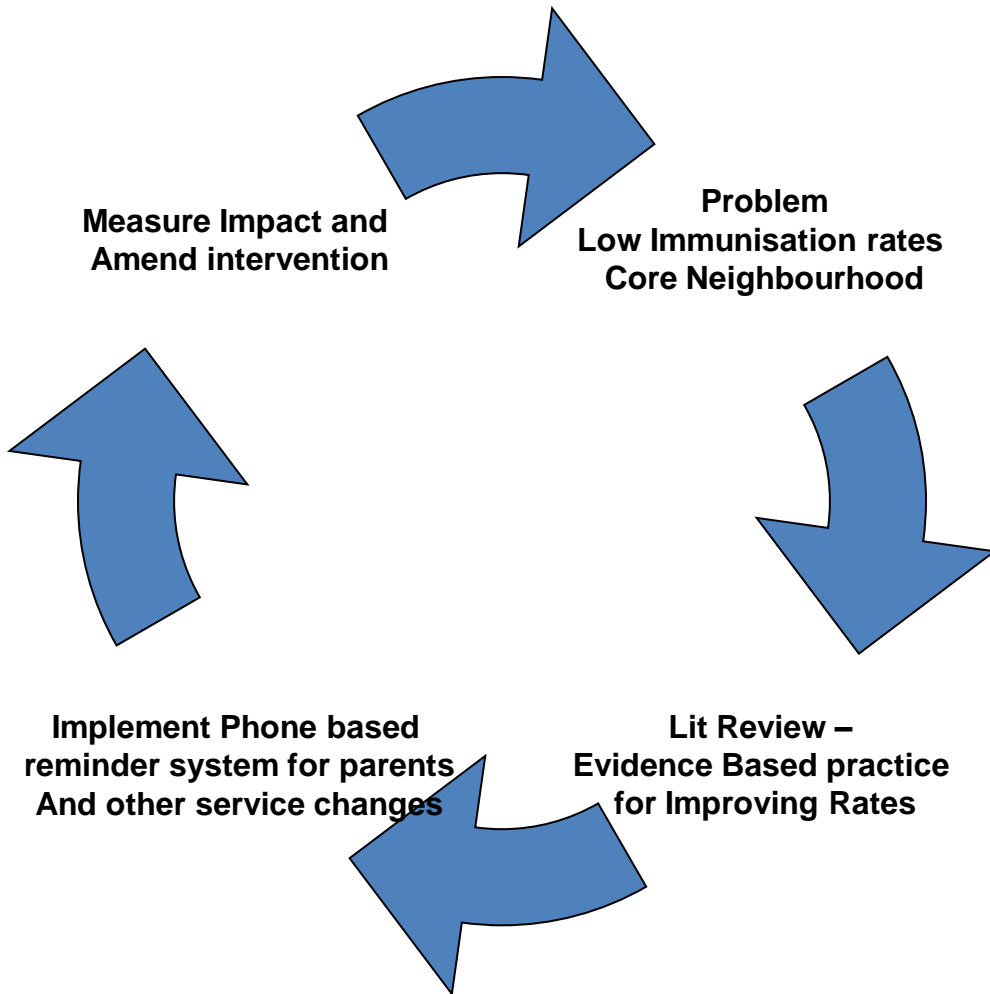 Measure Impact and
Amend intervention
Problem
Low Immunisation rates
Core Neighbourhood
Implement Phone based
reminder system for parents
And other service changes
Lit Review –
Evidence Based practice
for Improving Rates